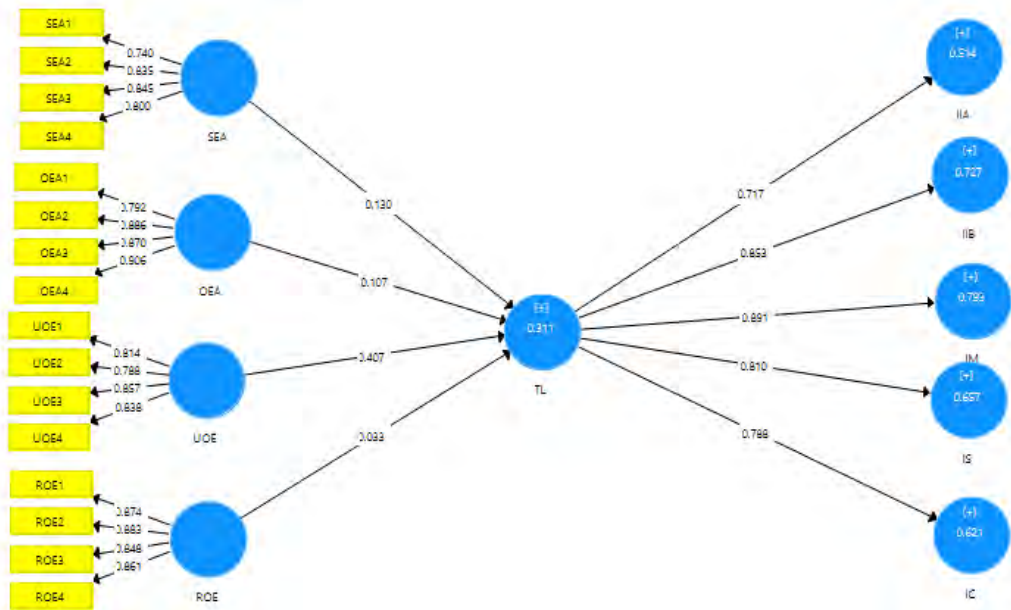 SEA1
SEA2
SEA3
SEA4
0.740
0.835
0.845
0.800
SEA
OEA1
OEA2
OEA3
OEA4
0.792
0.886
0.870
0.906
OEA
UOE1
UOE2
UOE3
UOE4
0.814
0.788
0.857
0.838
UOE
ROE1
ROE2
ROE3
ROE4
0.874
0.883
0.848
0.861
ROE
0.130
0.107
0.407
0.033
[+]
0.311
TL
0.717
0.853
0.891
0.810
0.788
[+]
0.514
IIA
[+]
0.727
IIB
[+]
0.793
IM
[+]
0.657
IS
[+]
0.621
IC